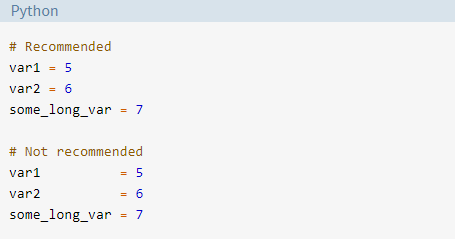 Python
# Recommended
var1 = 5
var2 = 6
some_long_var = 7
# Not recommended
var1          = 5
var2          = 6
some_long_var = 7